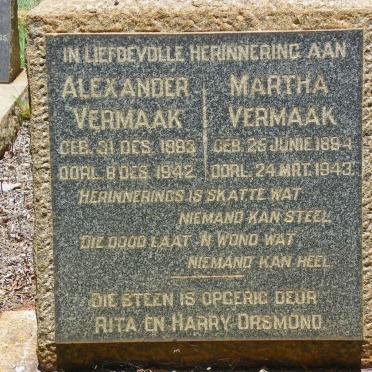 IN LIEFDEVOLLE HERINNERING AAN
ALEXANDER
VERMAAK
GEB. 31 DES. 1883
OORL. 8 DES. 1942
MARTHA
VERMAAK
GEB. 26 JUNIE 1894
OORL. 24 MRT. 1943
HERINNERINGS IS SKATTE WAT
NIEMAND KAN STEEL
DIE DOOD LAAT 'N WOND WAT
NIEMAND KAN HEEL
DIE STEEN IS OPGERIG DEUR
RITA EN HARRY ORSMOND.